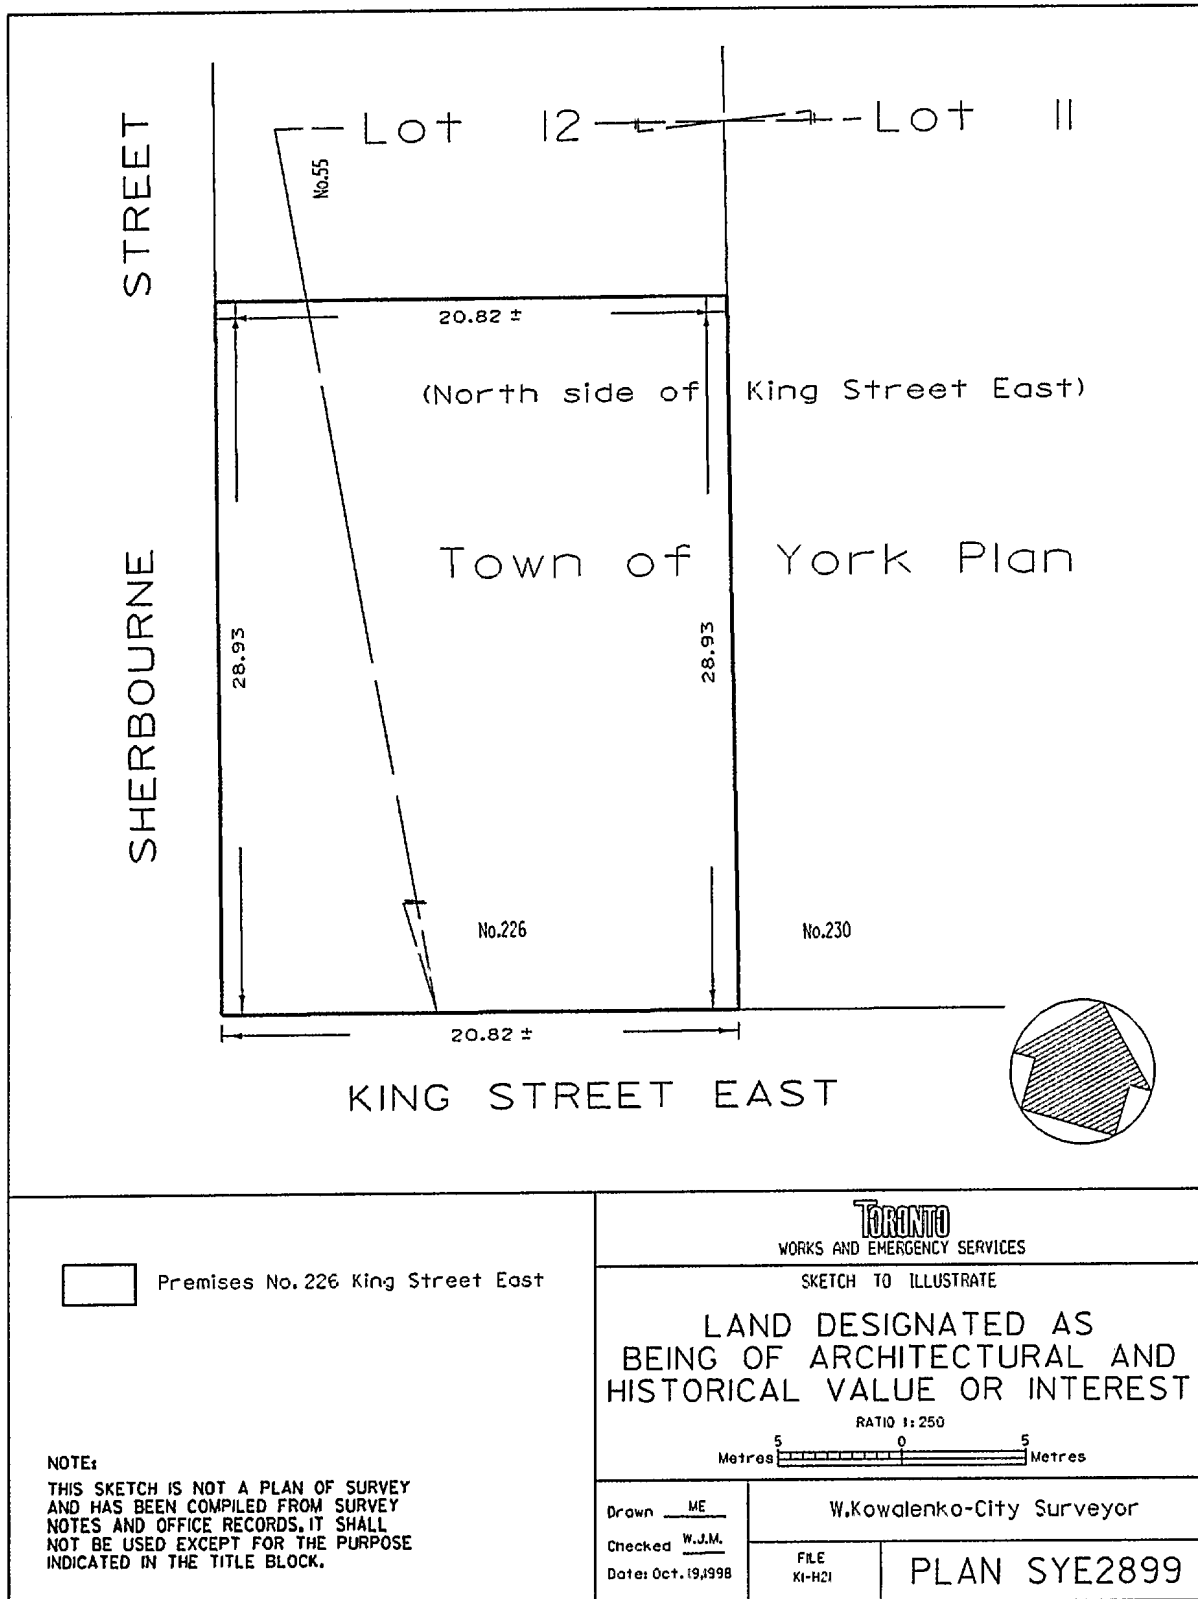 STREET
Lot 12
Lot 11
No.55
20.82 ±
(North side of King Street East)
Town of York Plan
SHERBOURNE
28.93
28.93
No.226
No.230
20.82 ±
KING STREET EAST
Premises No. 226 King Street East
NOTE:
THIS SKETCH IS NOT A PLAN OF SURVEY
AND HAS BEEN COMPILED FROM SURVEY
NOTES AND OFFICE RECORDS. IT SHALL
NOT BE USED EXCEPT FOR THE PURPOSE
INDICATED IN THE TITLE BLOCK.
TORONTO
WORKS AND EMERGENCY SERVICES
SKETCH TO ILLUSTRATE
LAND DESIGNATED AS
BEING OF ARCHITECTURAL AND
HISTORICAL VALUE OR INTEREST
RATIO 1:250
5 0 5
Metres Metres
Drawn ME
Checked W.J.M.
Date: Oct.19,1998
W.Kowalenko-City Surveyor
FILE
K1-H21
PLAN SYE2899